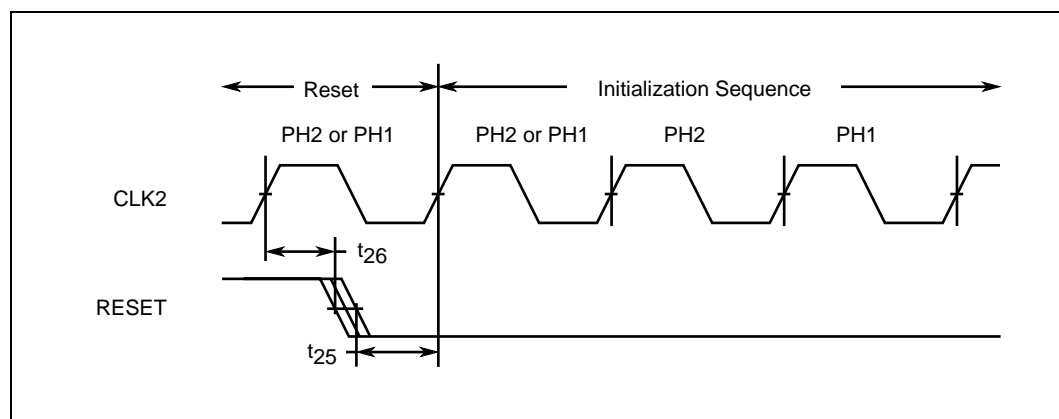 Reset
Initialization Sequence
PH2 or PH1
PH2 or PH1
PH2
PH1
CLK2
t26
RESET
t25